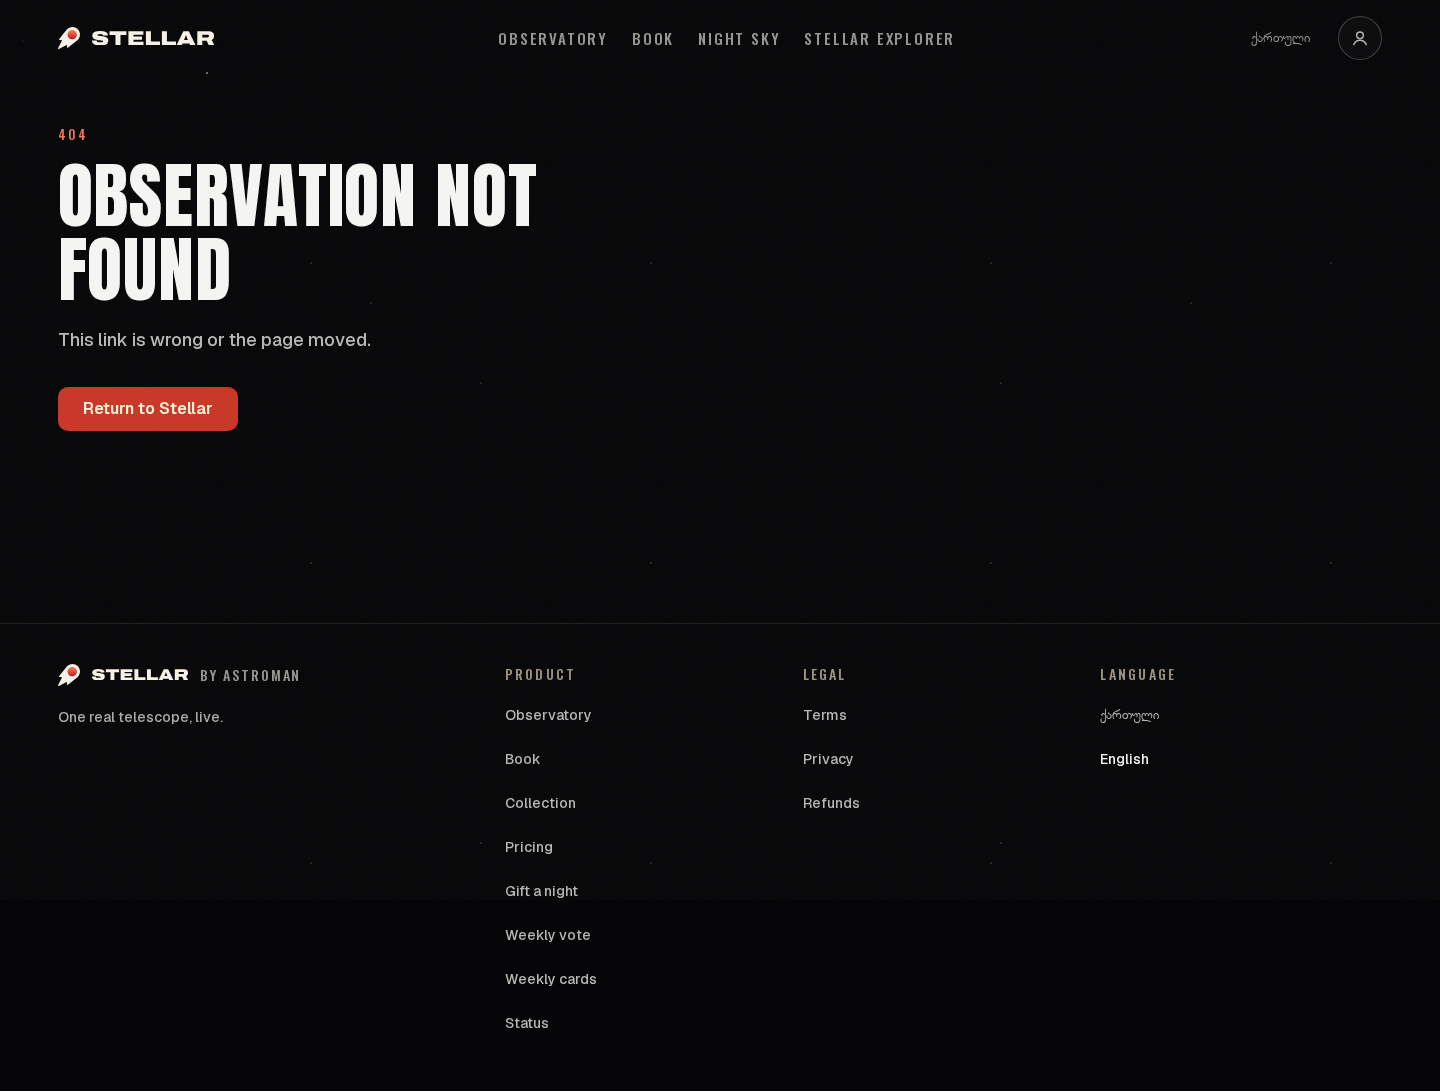 STELLAR
OBSERVATORY BOOK NIGHT SKY STELLAR EXPLORER
ქართული
404
OBSERVATION NOT
FOUND
This link is wrong or the page moved.
Return to Stellar
STELLAR BY ASTROMAN
One real telescope, live.
PRODUCT
Observatory
Book
Collection
Pricing
Gift a night
Weekly vote
Weekly cards
Status
LEGAL
Terms
Privacy
Refunds
LANGUAGE
ქართული
English